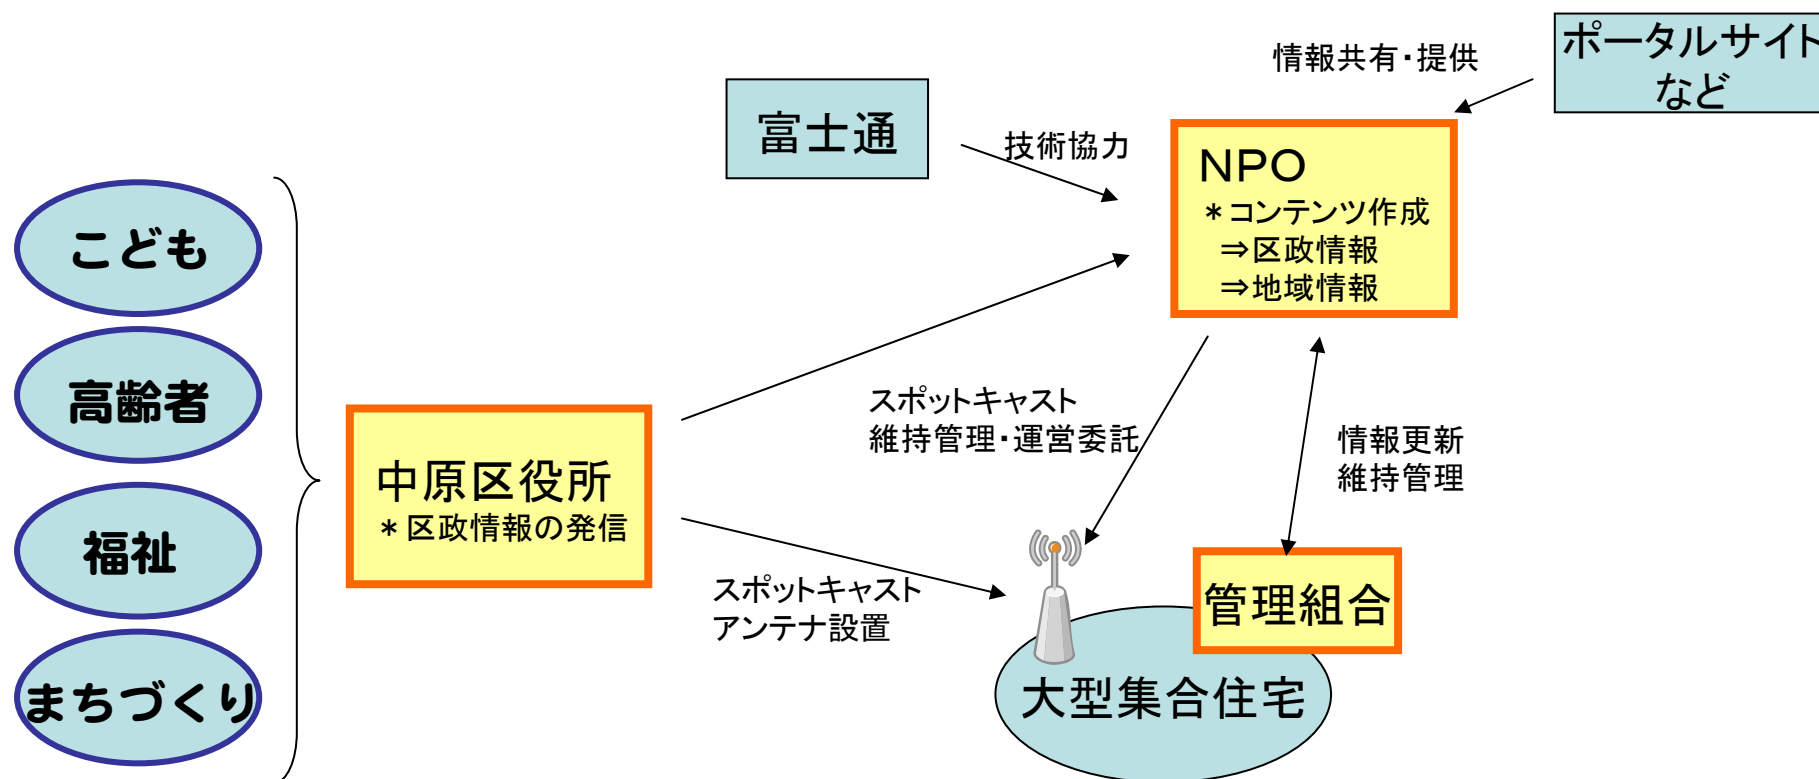 ポータルサイト
など
情報共有・提供
富士通
技術協力
NPO
*コンテンツ作成
⇒区政情報
⇒地域情報
こども
高齢者
福祉
まちづくり
中原区役所
*区政情報の発信
スポットキャスト
維持管理・運営委託
情報更新
維持管理
スポットキャスト
アンテナ設置
管理組合
大型集合住宅